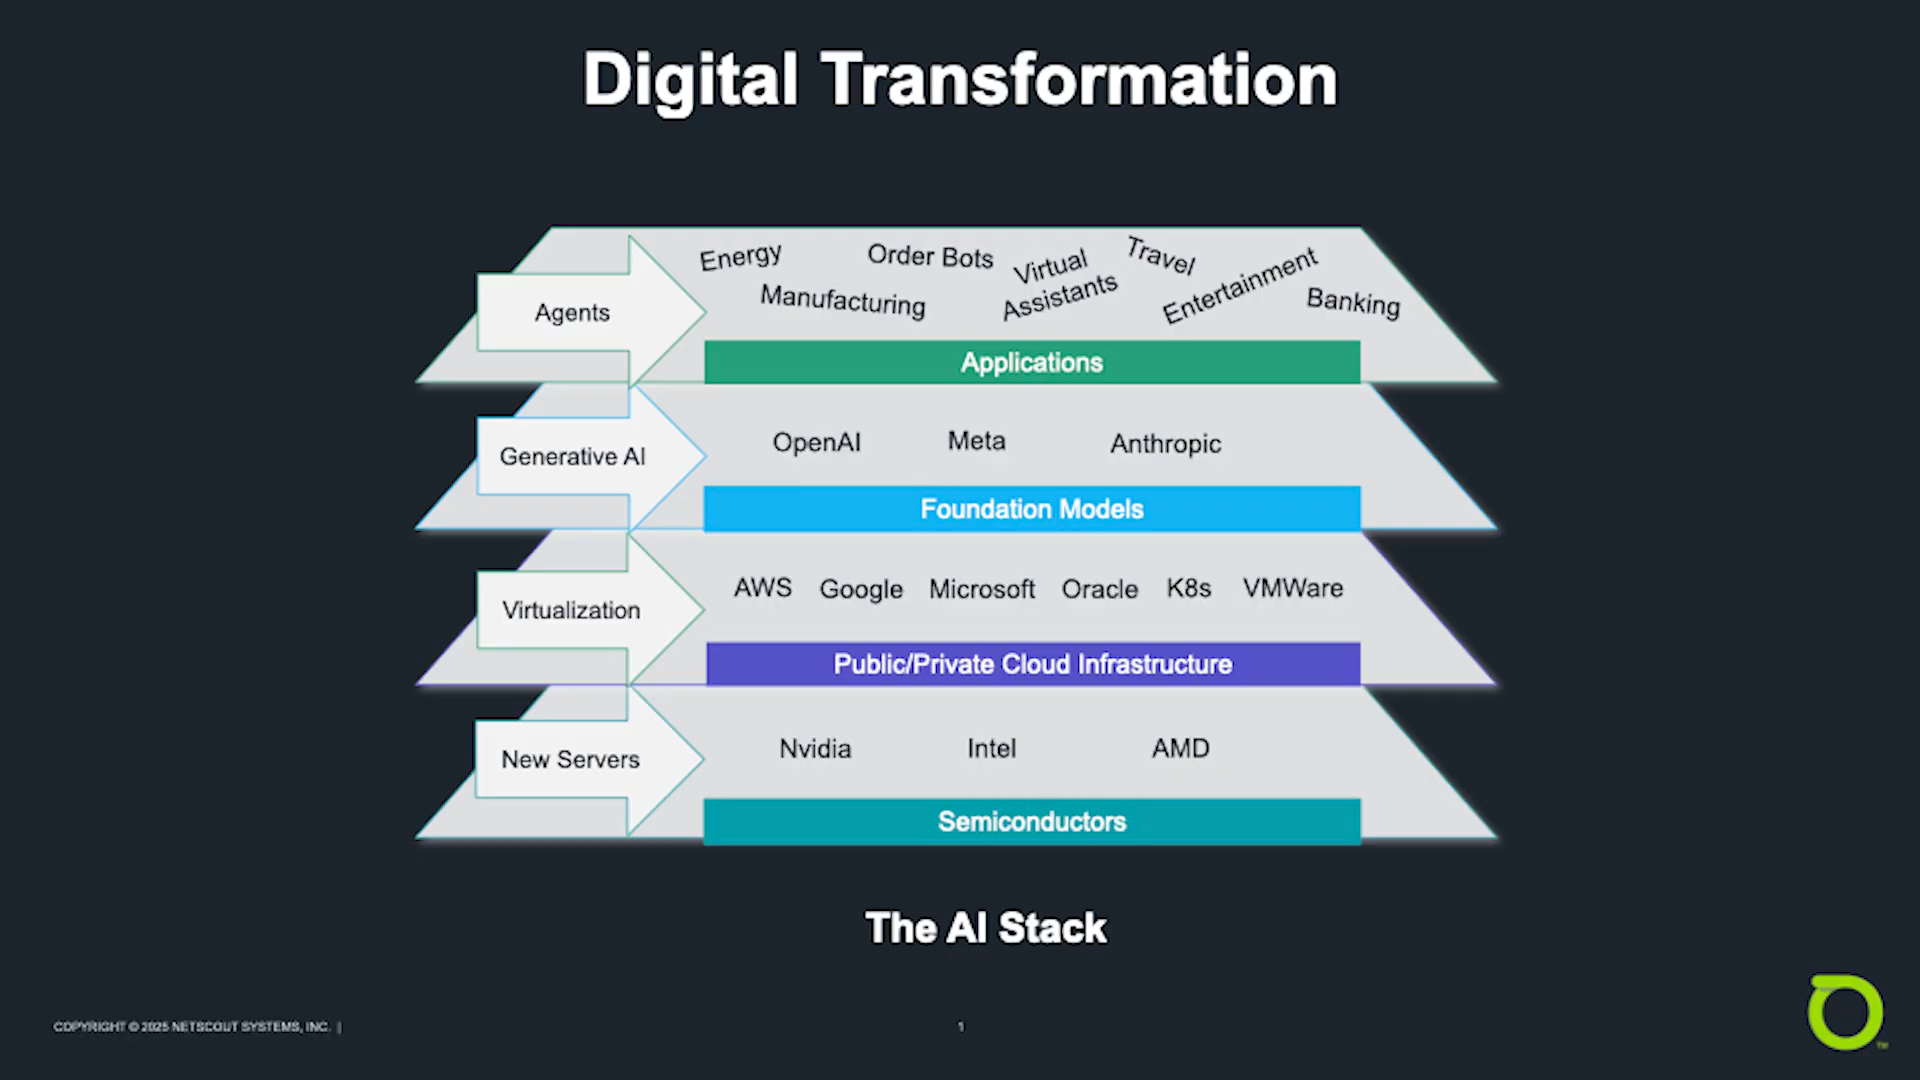 Digital Transformation
Agents
Energy
Order Bots
Virtual
Assistants
Travel
Manufacturing
Entertainment
Banking
Applications
Generative AI
OpenAI
Meta
Anthropic
Foundation Models
Virtualization
AWS
Google
Microsoft
Oracle
K8s
VMWare
Public/Private Cloud Infrastructure
New Servers
Nvidia
Intel
AMD
Semiconductors
The AI Stack
COPYRIGHT © 2025 NETSCOUT SYSTEMS, INC. |
1
TM